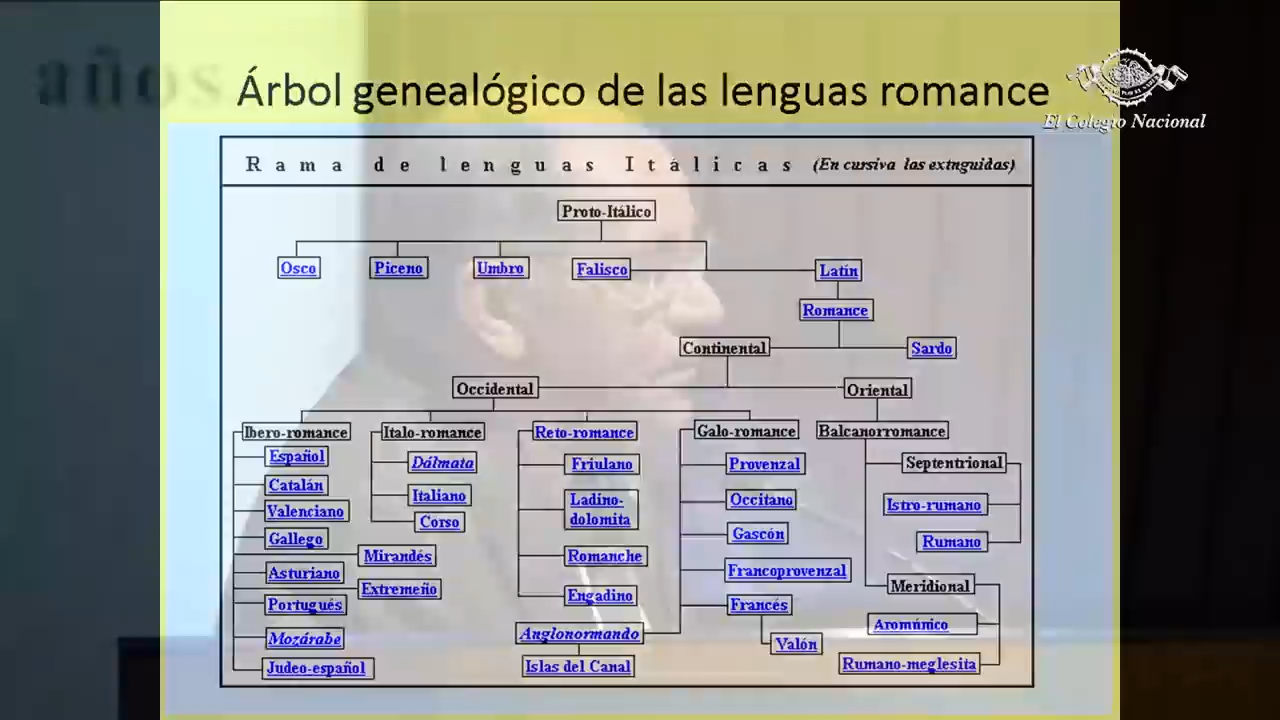 años
Árbol genealógico de las lenguas romance
El Colegio Nacional
Rama de lenguas Itálicas (En cursiva las extnguidas)
Proto-Itálico
Osco Piceno Umbro Falisco Latín
Romance
Continental Sardo
Occidental Oriental
Ibero-romance Italo-romance Reto-romance Galo-romance Balcanorromance
Español Dálmata Friulano Provenzal Septentrional
Catalán Italiano Ladino-dolomita Occitano Istro-rumano
Valenciano Corso Gascón Rumano
Gallego Mirandés Romanche Francoprovenzal
Asturiano Extremeño Engadino Meridional
Portugués Francés Aromúnico
Mozárabe Anglonormando Valón
Judeo-español Islas del Canal Rumano-meglesita